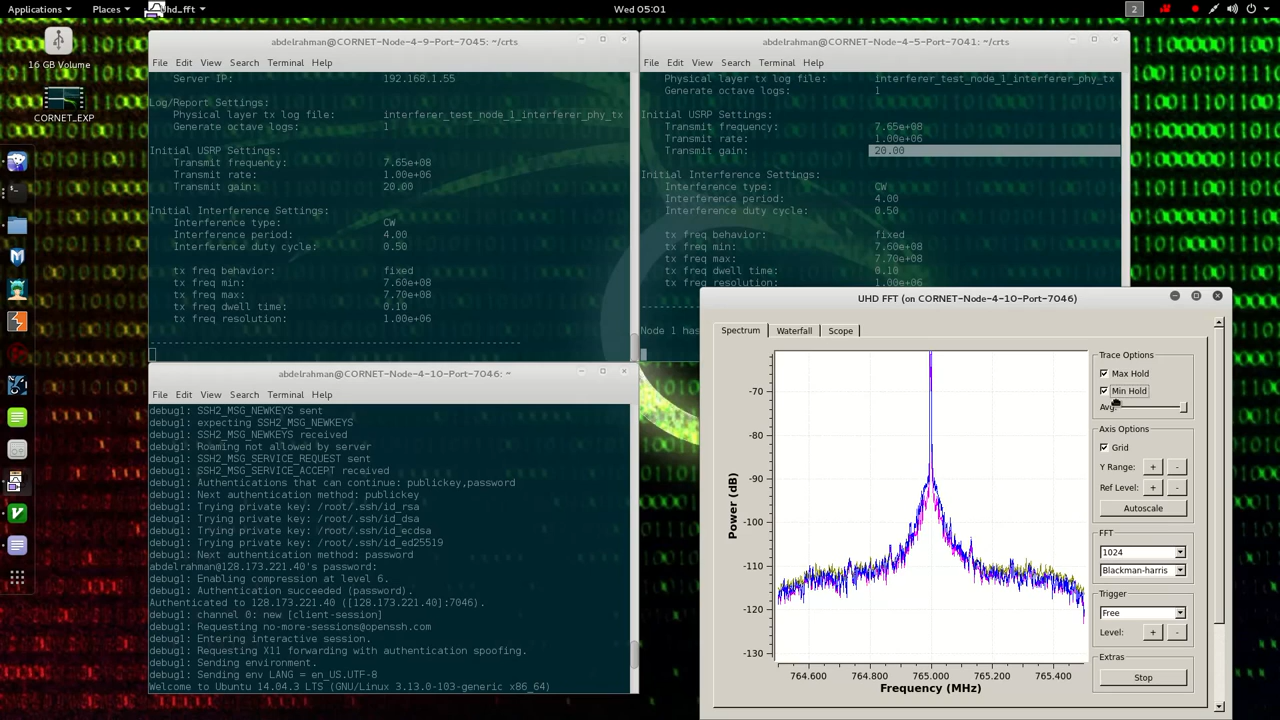 Applications
Places
uhd_fft
Wed 05:01
2
16 GB Volume
CORNET_EXP
abdelrahman@CORNET-Node-4-9-Port-7045: ~/crts
File Edit View Search Terminal Help
Server IP: 192.168.1.55
Log/Report Settings:
Physical layer tx log file: interferer_test_node_1_interferer_phy_tx
Generate octave logs: 1
Initial USRP Settings:
Transmit frequency: 7.65e+08
Transmit rate: 1.00e+06
Transmit gain: 20.00
Initial Interference Settings:
Interference type: CW
Interference period: 4.00
Interference duty cycle: 0.50
tx freq behavior: fixed
tx freq min: 7.60e+08
tx freq max: 7.70e+08
tx freq dwell time: 0.10
tx freq resolution: 1.00e+06
--------------------------------------------------------------
abdelrahman@CORNET-Node-4-5-Port-7041: ~/crts
File Edit View Search Terminal Help
Physical layer tx log file: interferer_test_node_1_interferer_phy_tx
Generate octave logs: 1
Initial USRP Settings:
Transmit frequency: 7.65e+08
Transmit rate: 1.00e+06
Transmit gain: 20.00
Initial Interference Settings:
Interference type: CW
Interference period: 4.00
Interference duty cycle: 0.50
tx freq behavior: fixed
tx freq min: 7.60e+08
tx freq max: 7.70e+08
tx freq dwell time: 0.10
tx freq resolution: 1.00e+06
Node 1 has
abdelrahman@CORNET-Node-4-10-Port-7046: ~
File Edit View Search Terminal Help
debug1: SSH2_MSG_NEWKEYS sent
debug1: expecting SSH2_MSG_NEWKEYS
debug1: SSH2_MSG_NEWKEYS received
debug1: Roaming not allowed by server
debug1: SSH2_MSG_SERVICE_REQUEST sent
debug1: SSH2_MSG_SERVICE_ACCEPT received
debug1: Authentications that can continue: publickey,password
debug1: Next authentication method: publickey
debug1: Trying private key: /root/.ssh/id_rsa
debug1: Trying private key: /root/.ssh/id_dsa
debug1: Trying private key: /root/.ssh/id_ecdsa
debug1: Trying private key: /root/.ssh/id_ed25519
debug1: Next authentication method: password
abdelrahman@128.173.221.40's password:
debug1: Enabling compression at level 6.
debug1: Authentication succeeded (password).
Authenticated to 128.173.221.40 ([128.173.221.40]:7046).
debug1: channel 0: new [client-session]
debug1: Requesting no-more-sessions@openssh.com
debug1: Entering interactive session.
debug1: Requesting X11 forwarding with authentication spoofing.
debug1: Sending environment.
debug1: Sending env LANG = en_US.UTF-8
Welcome to Ubuntu 14.04.3 LTS (GNU/Linux 3.13.0-103-generic x86_64)
UHD FFT (on CORNET-Node-4-10-Port-7046)
Spectrum Waterfall Scope
Power (dB)
-70
-80
-90
-100
-110
-120
-130
764.600 764.800 765.000 765.200 765.400
Frequency (MHz)
Trace Options
Max Hold
Min Hold
Avg:
Axis Options
Grid
Y Range: + -
Ref Level: + -
Autoscale
FFT
1024
Blackman-harris
Trigger
Free
Level: + -
Extras
Stop